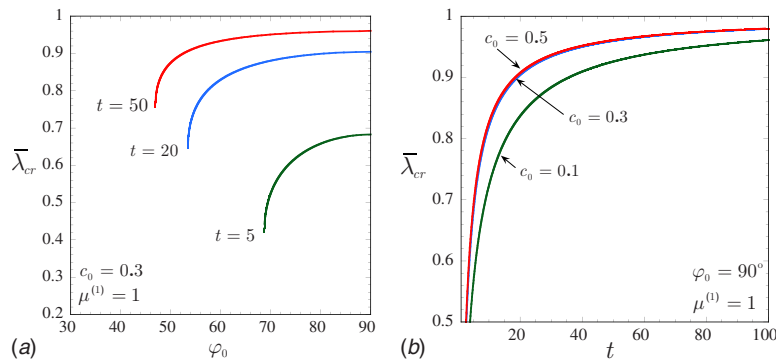 1
0.9
0.8
0.7
0.6
0.5
0.4
0.3
0.2
λ̄cr
t = 50
t = 20
t = 5
c₀ = 0.3
μ⁽¹⁾ = 1
30 40 50 60 70 80 90
(a)
φ₀
1
0.9
0.8
0.7
0.6
0.5
λ̄cr
c₀ = 0.5
c₀ = 0.3
c₀ = 0.1
φ₀ = 90°
μ⁽¹⁾ = 1
20 40 60 80 100
(b)
t